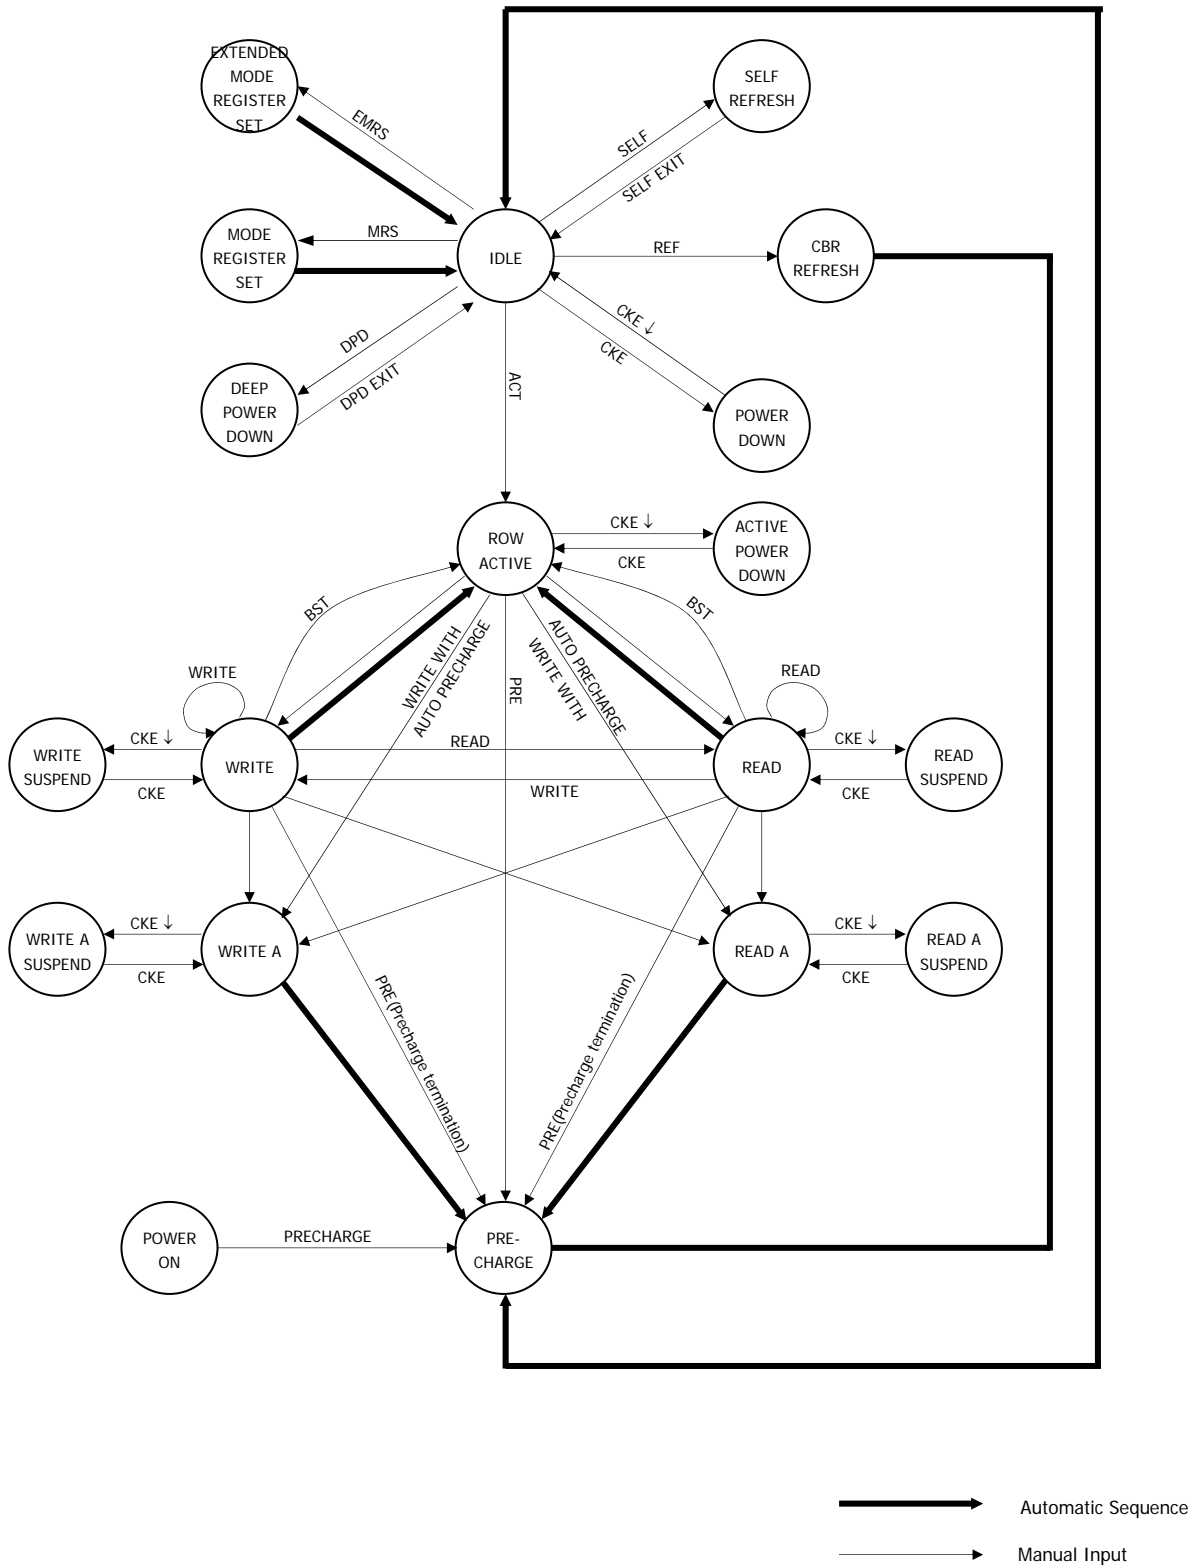 EXTENDED
MODE
REGISTER
SET
EMRS
SELF
REFRESH
SELF
SELF EXIT
MODE
REGISTER
SET
MRS
IDLE
REF
CBR
REFRESH
DPD
DPD EXIT
CKE ↓
CKE
DEEP
POWER
DOWN
ACT
POWER
DOWN
ROW
ACTIVE
CKE ↓
CKE
ACTIVE
POWER
DOWN
BST
BST
WRITE WITH
AUTO PRECHARGE
PRE
AUTO PRECHARGE
WRITE WITH
WRITE
READ
WRITE
SUSPEND
CKE ↓
CKE
WRITE
READ
WRITE
READ
CKE ↓
CKE
READ
SUSPEND
WRITE A
SUSPEND
CKE ↓
CKE
WRITE A
READ A
CKE ↓
CKE
READ A
SUSPEND
PRE(Precharge termination)
PRE(Precharge termination)
POWER
ON
PRECHARGE
PRE-
CHARGE
Automatic Sequence
Manual Input